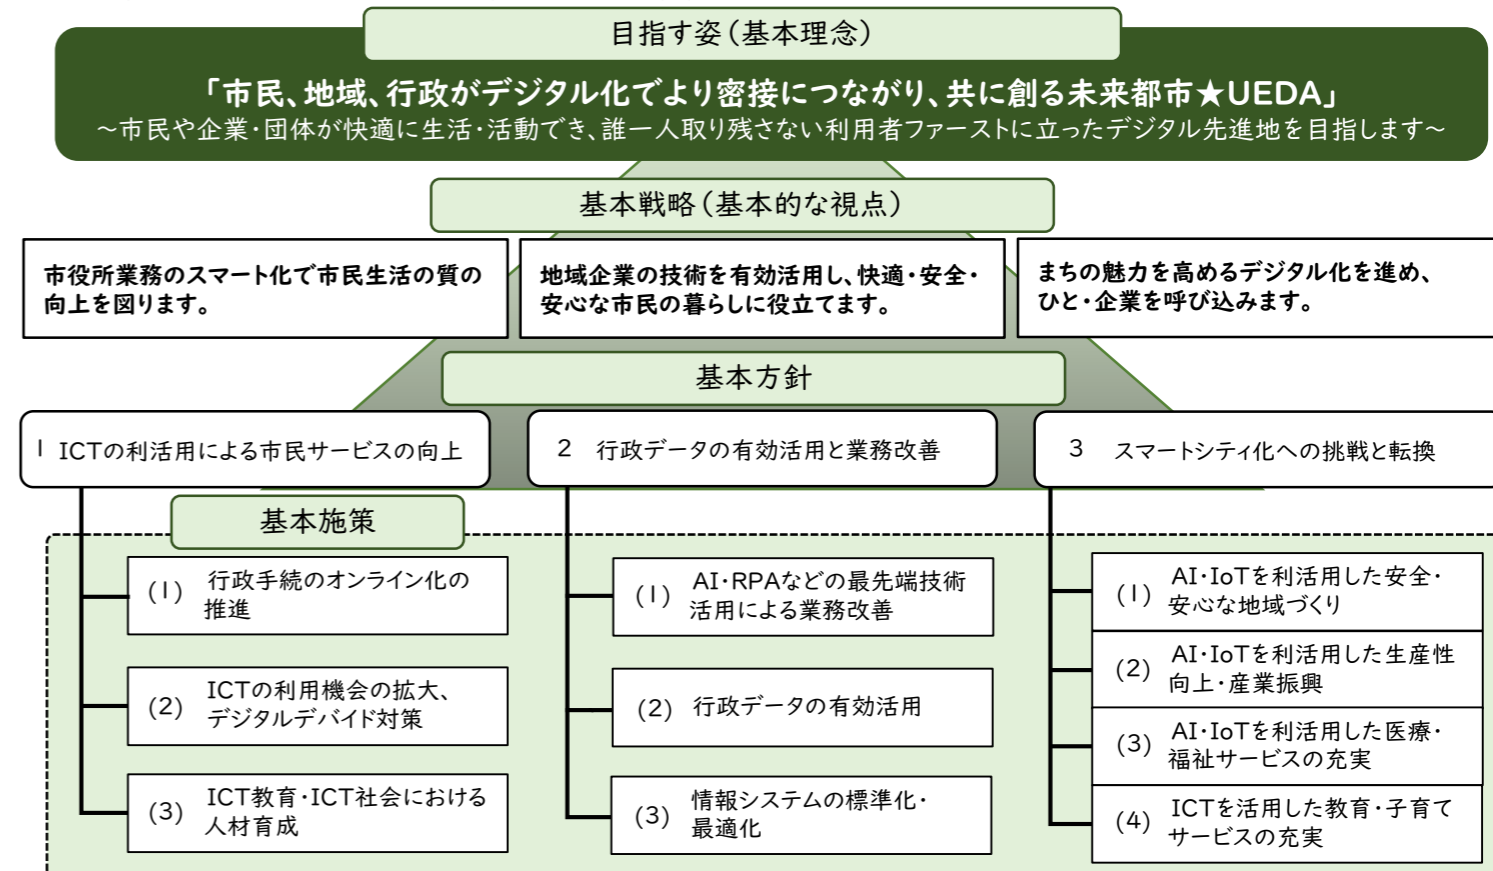 目指す姿（基本理念）
「市民、地域、行政がデジタル化でより密接につながり、共に創る未来都市★UEDA」
～市民や企業・団体が快適に生活・活動でき、誰一人取り残さない利用者ファーストに立ったデジタル先進地を目指します～
基本戦略（基本的な視点）
市役所業務のスマート化で市民生活の質の
向上を図ります。
地域企業の技術を有効活用し、快適・安全・
安心な市民の暮らしに役立てます。
まちの魅力を高めるデジタル化を進め、
ひと・企業を呼び込みます。
基本方針
1 ICTの利活用による市民サービスの向上
2 行政データの有効活用と業務改善
3 スマートシティ化への挑戦と転換
基本施策
(1) 行政手続のオンライン化の
推進
(2) ICTの利用機会の拡大、
デジタルデバイド対策
(3) ICT教育・ICT社会における
人材育成
(1) AI・RPAなどの最先端技術
活用による業務改善
(2) 行政データの有効活用
(3) 情報システムの標準化・
最適化
(1) AI・IoTを利活用した安全・
安心な地域づくり
(2) AI・IoTを利活用した生産性
向上・産業振興
(3) AI・IoTを利活用した医療・
福祉サービスの充実
(4) ICTを活用した教育・子育て
サービスの充実